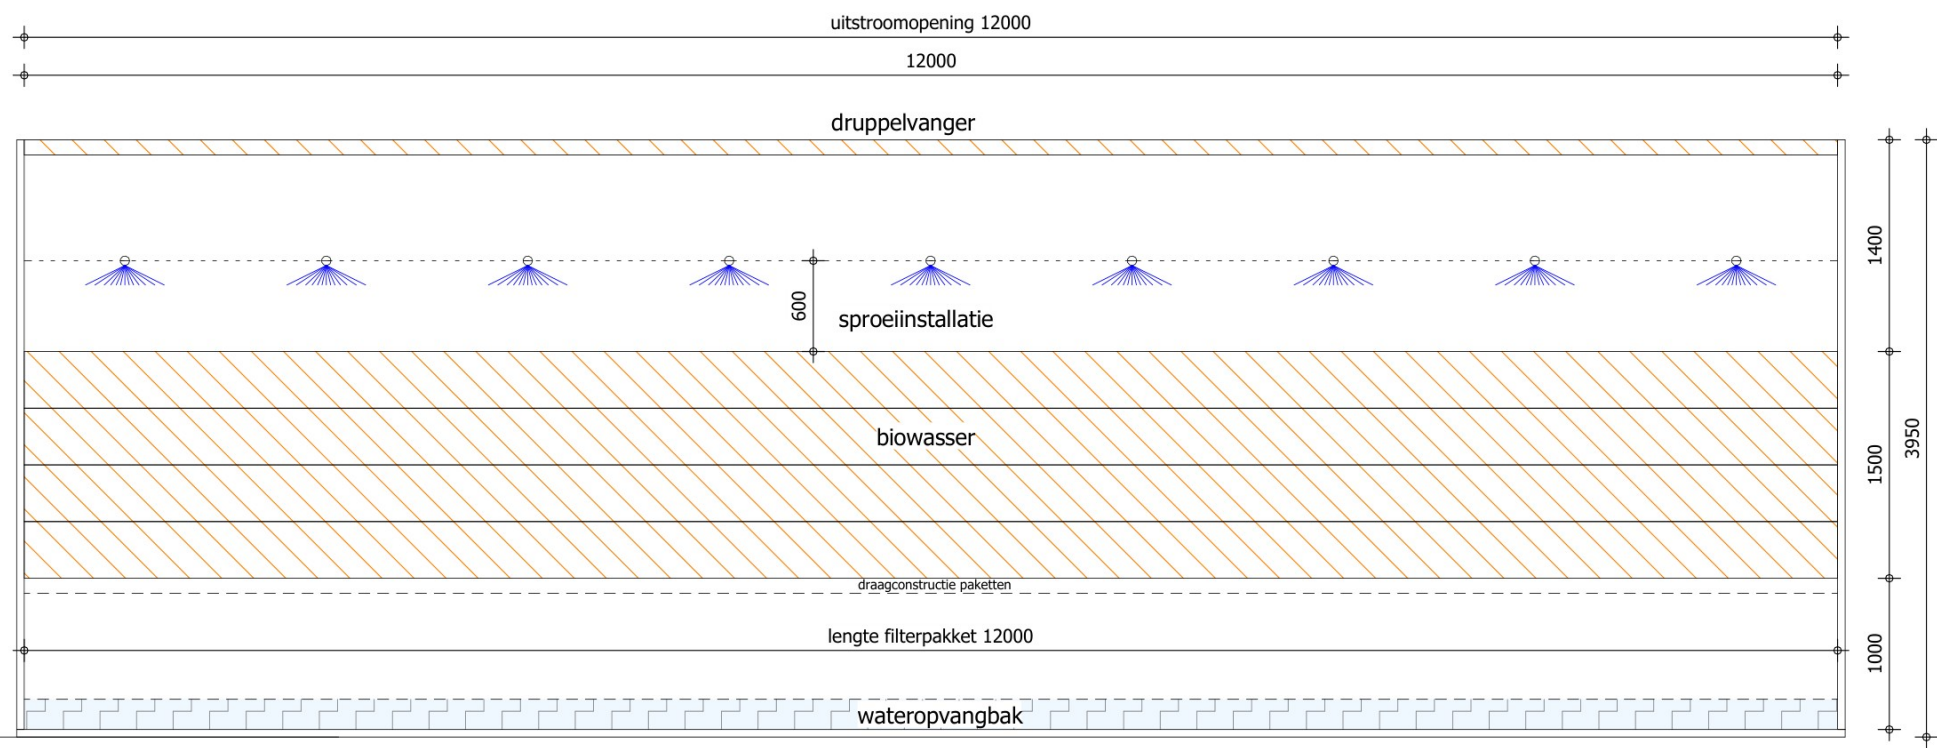 uitstroomopening 12000
12000
druppelvanger
1400
600
sproeiinstallatie
biowasser
3950
1500
draagconstructie paketten
lengte filterpakket 12000
1000
wateropvangbak